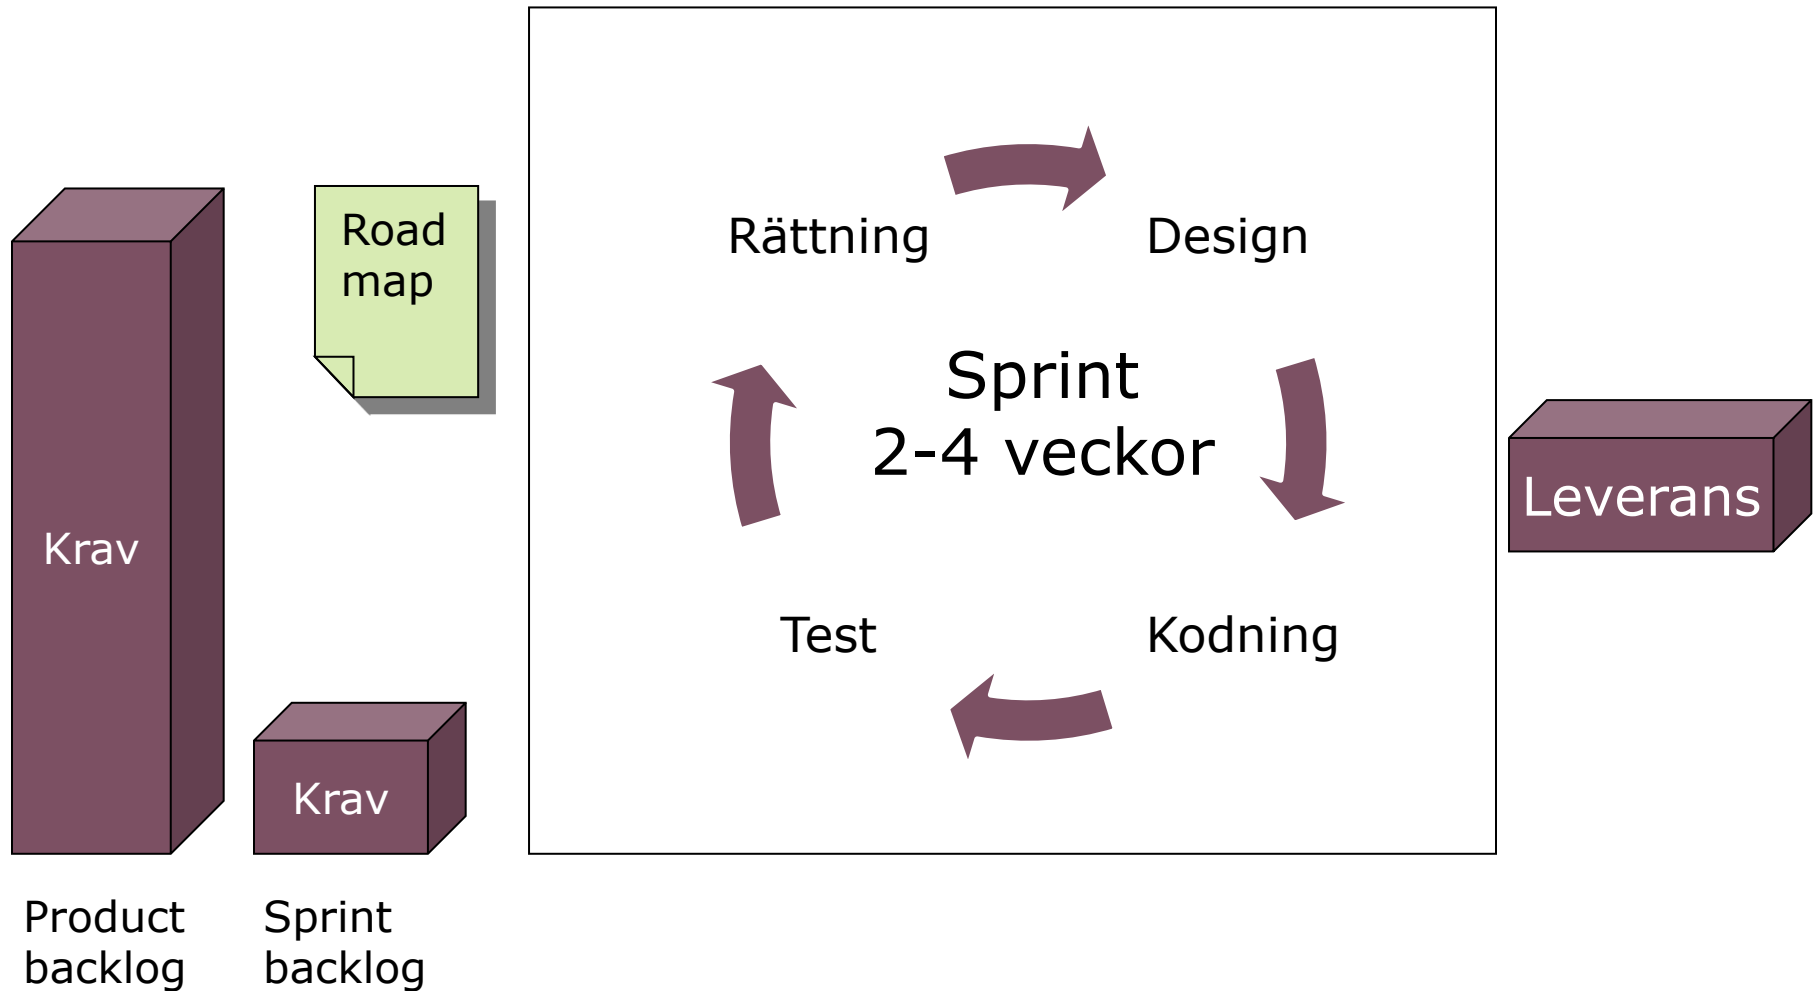 Krav
Product
backlog
Krav
Sprint
backlog
Road
map
Rättning
Design
Sprint
2-4 veckor
Test
Kodning
Leverans